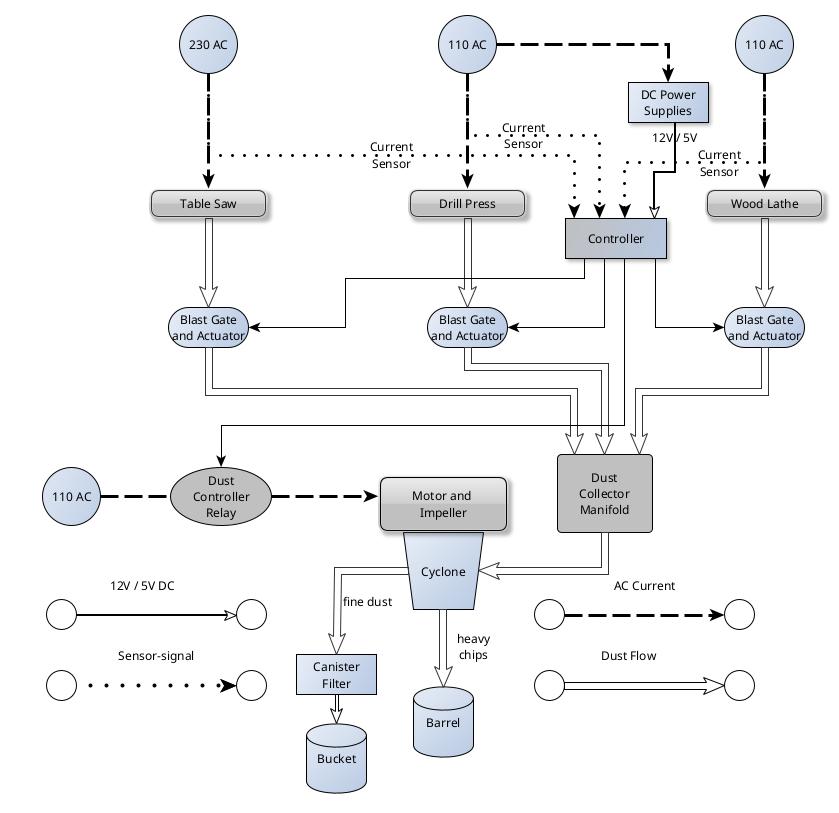 230 AC
110 AC
110 AC
DC Power
Supplies
12V / 5V
Current
Sensor
Current
Sensor
Current
Sensor
Table Saw
Drill Press
Wood Lathe
Controller
Blast Gate
and Actuator
Blast Gate
and Actuator
Blast Gate
and Actuator
110 AC
Dust
Controller
Relay
Motor and
Impeller
Dust
Collector
Manifold
Cyclone
12V / 5V DC
fine dust
AC Current
heavy
chips
Sensor-signal
Dust Flow
Canister
Filter
Barrel
Bucket